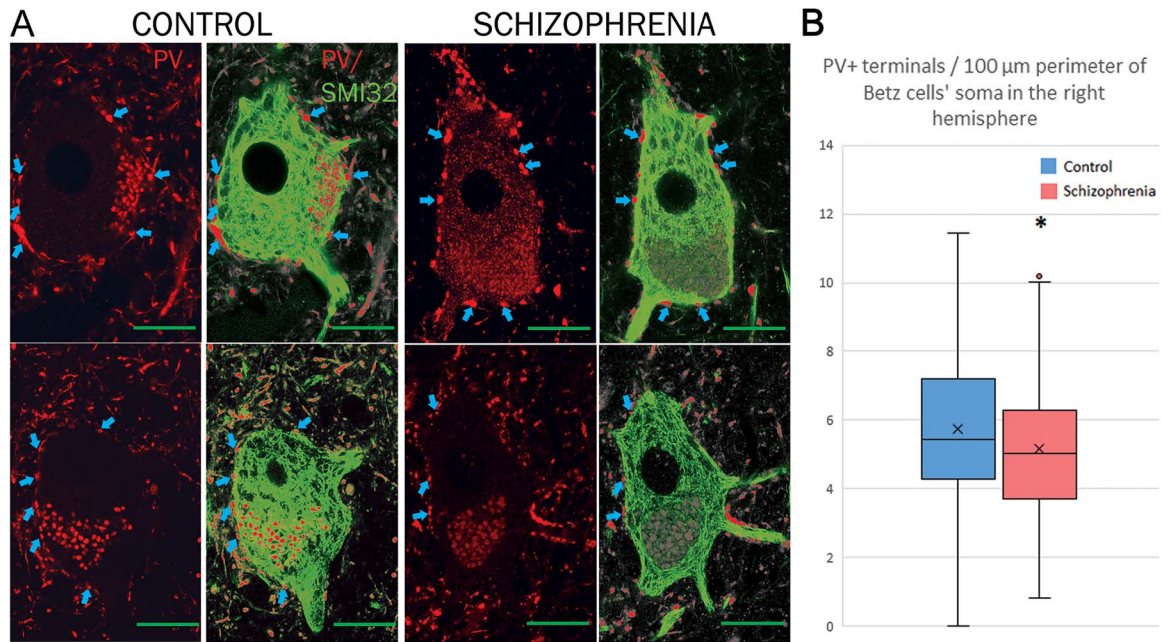 A
CONTROL
SCHIZOPHRENIA
PV
PV/
SMI32
B
PV+ terminals / 100 µm perimeter of
Betz cells' soma in the right
hemisphere
14
12
10
8
6
4
2
0
Control
Schizophrenia
*